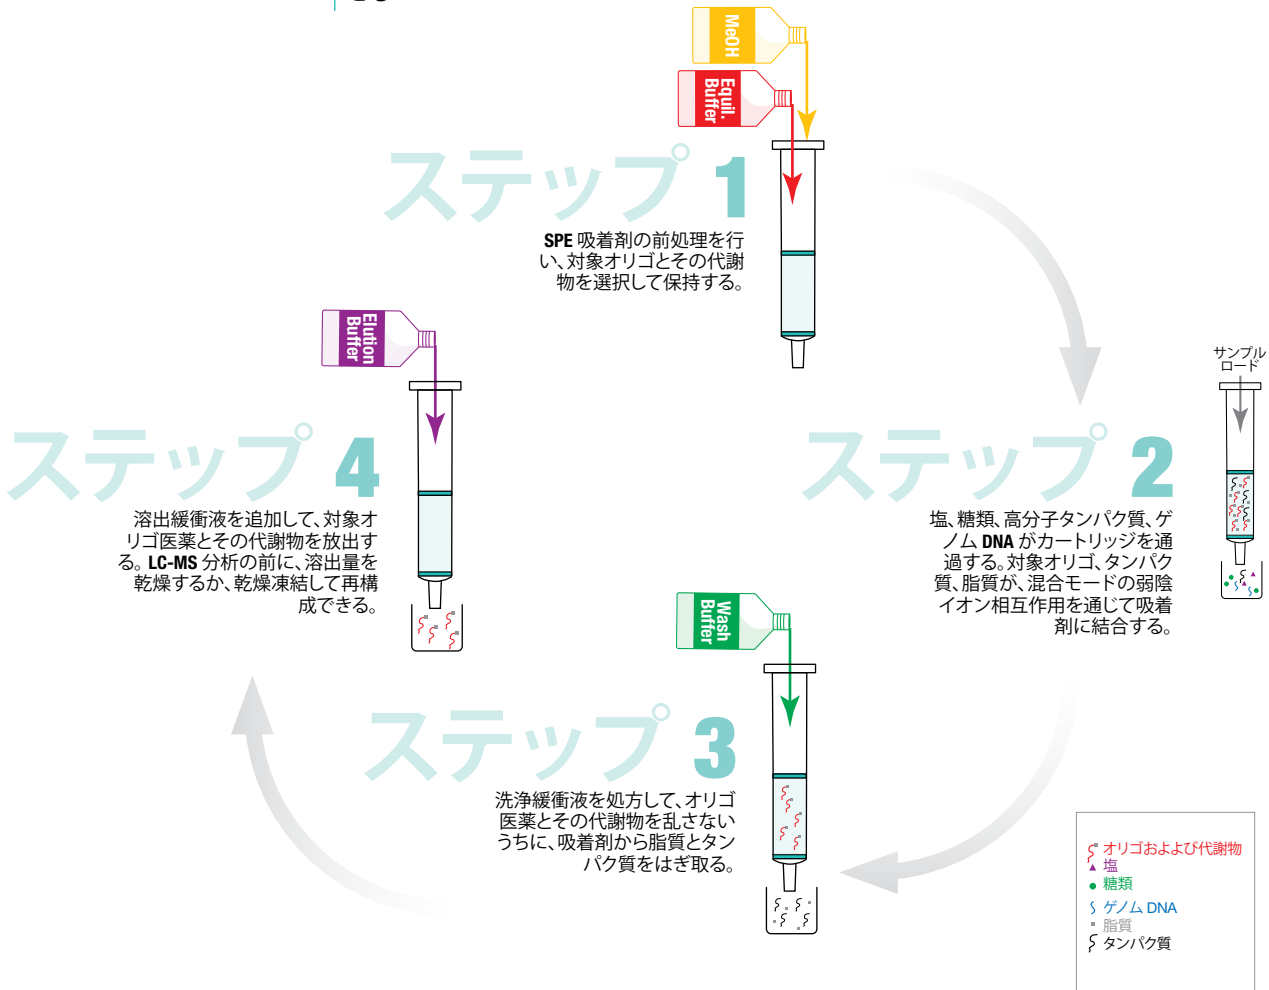 MeOH
Equil.
Buffer
ステップ 1
SPE 吸着剤の前処理を行
い、対象オリゴとその代謝
物を選択して保持する。
サンプル
ロード
ステップ 2
塩、糖類、高分子タンパク質、ゲ
ノム DNA がカートリッジを通
過する。対象オリゴ、タンパク
質、脂質が、混合モードの弱陰
イオン相互作用を通じて吸着
剤に結合する。
Wash
Buffer
ステップ 3
洗浄緩衝液を処方して、オリゴ
医薬とその代謝物を乱さない
うちに、吸着剤から脂質とタン
パク質をはぎ取る。
Elution
Buffer
ステップ 4
溶出緩衝液を追加して、対象オ
リゴ医薬とその代謝物を放出す
る。LC-MS 分析の前に、溶出量を
乾燥するか、乾燥凍結して再構
成できる。
オリゴおよび代謝物
塩
糖類
ゲノム DNA
脂質
タンパク質